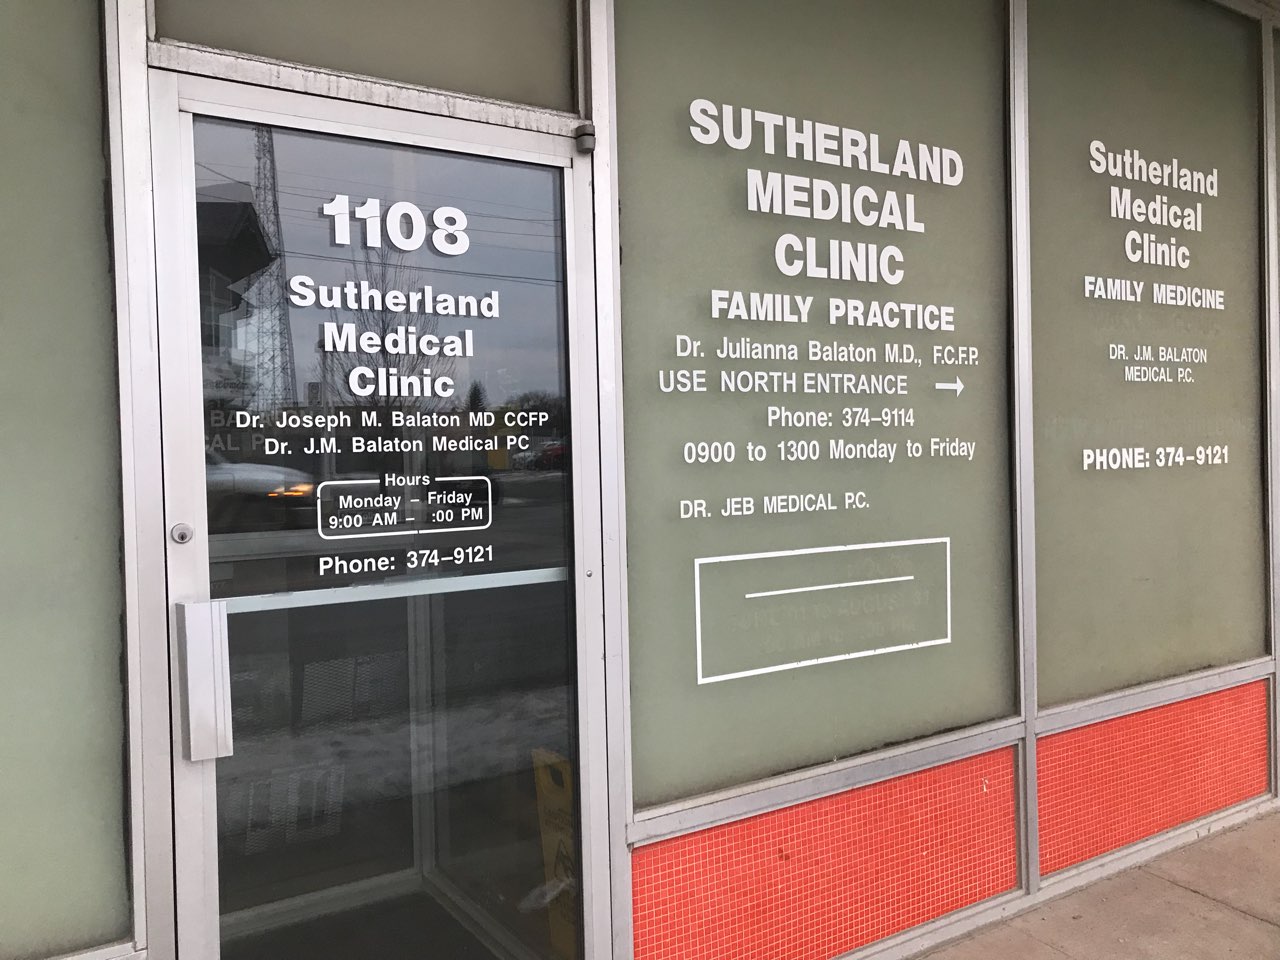 1108
Sutherland
Medical
Clinic
Dr. Joseph M. Balaton MD CCFP
Dr. J.M. Balaton Medical PC
Hours
Monday – Friday
9:00 AM – :00 PM
Phone: 374–9121
SUTHERLAND
MEDICAL
CLINIC
FAMILY PRACTICE
Dr. Julianna Balaton M.D., F.C.F.P.
USE NORTH ENTRANCE →
Phone: 374–9114
0900 to 1300 Monday to Friday
DR. JEB MEDICAL P.C.
Sutherland
Medical
Clinic
FAMILY MEDICINE
DR. J.M. BALATON
MEDICAL P.C.
PHONE: 374–9121